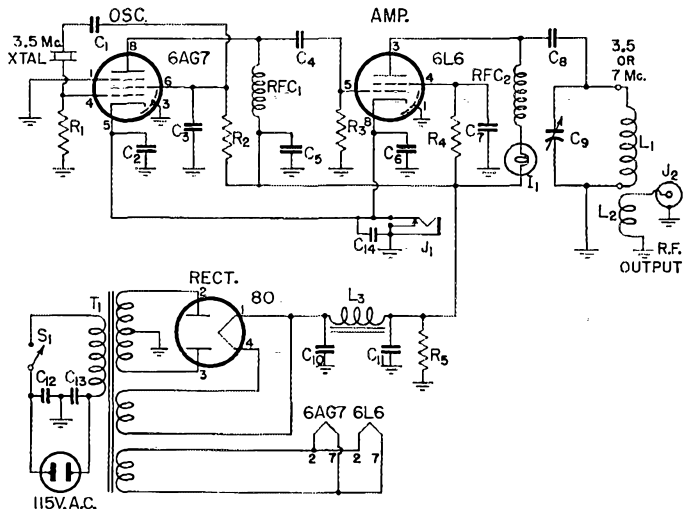 OSC.
AMP.
3.5 Mc.
XTAL
C1
6AG7
8
1
6
4
3
5
R1
C2
C3
R2
RFC1
C4
C5
R3
3
6L6
5
4
1
8
C6
R4
C7
RFC2
I1
C8
C9
3.5
OR
7 Mc.
L1
L2
J2
R.F.
OUTPUT
C14
J1
RECT.
80
T1
2
1
4
3
S1
C12
C13
115V.A.C.
L3
C10
C11
R5
6AG7 6L6
2 7 2 7